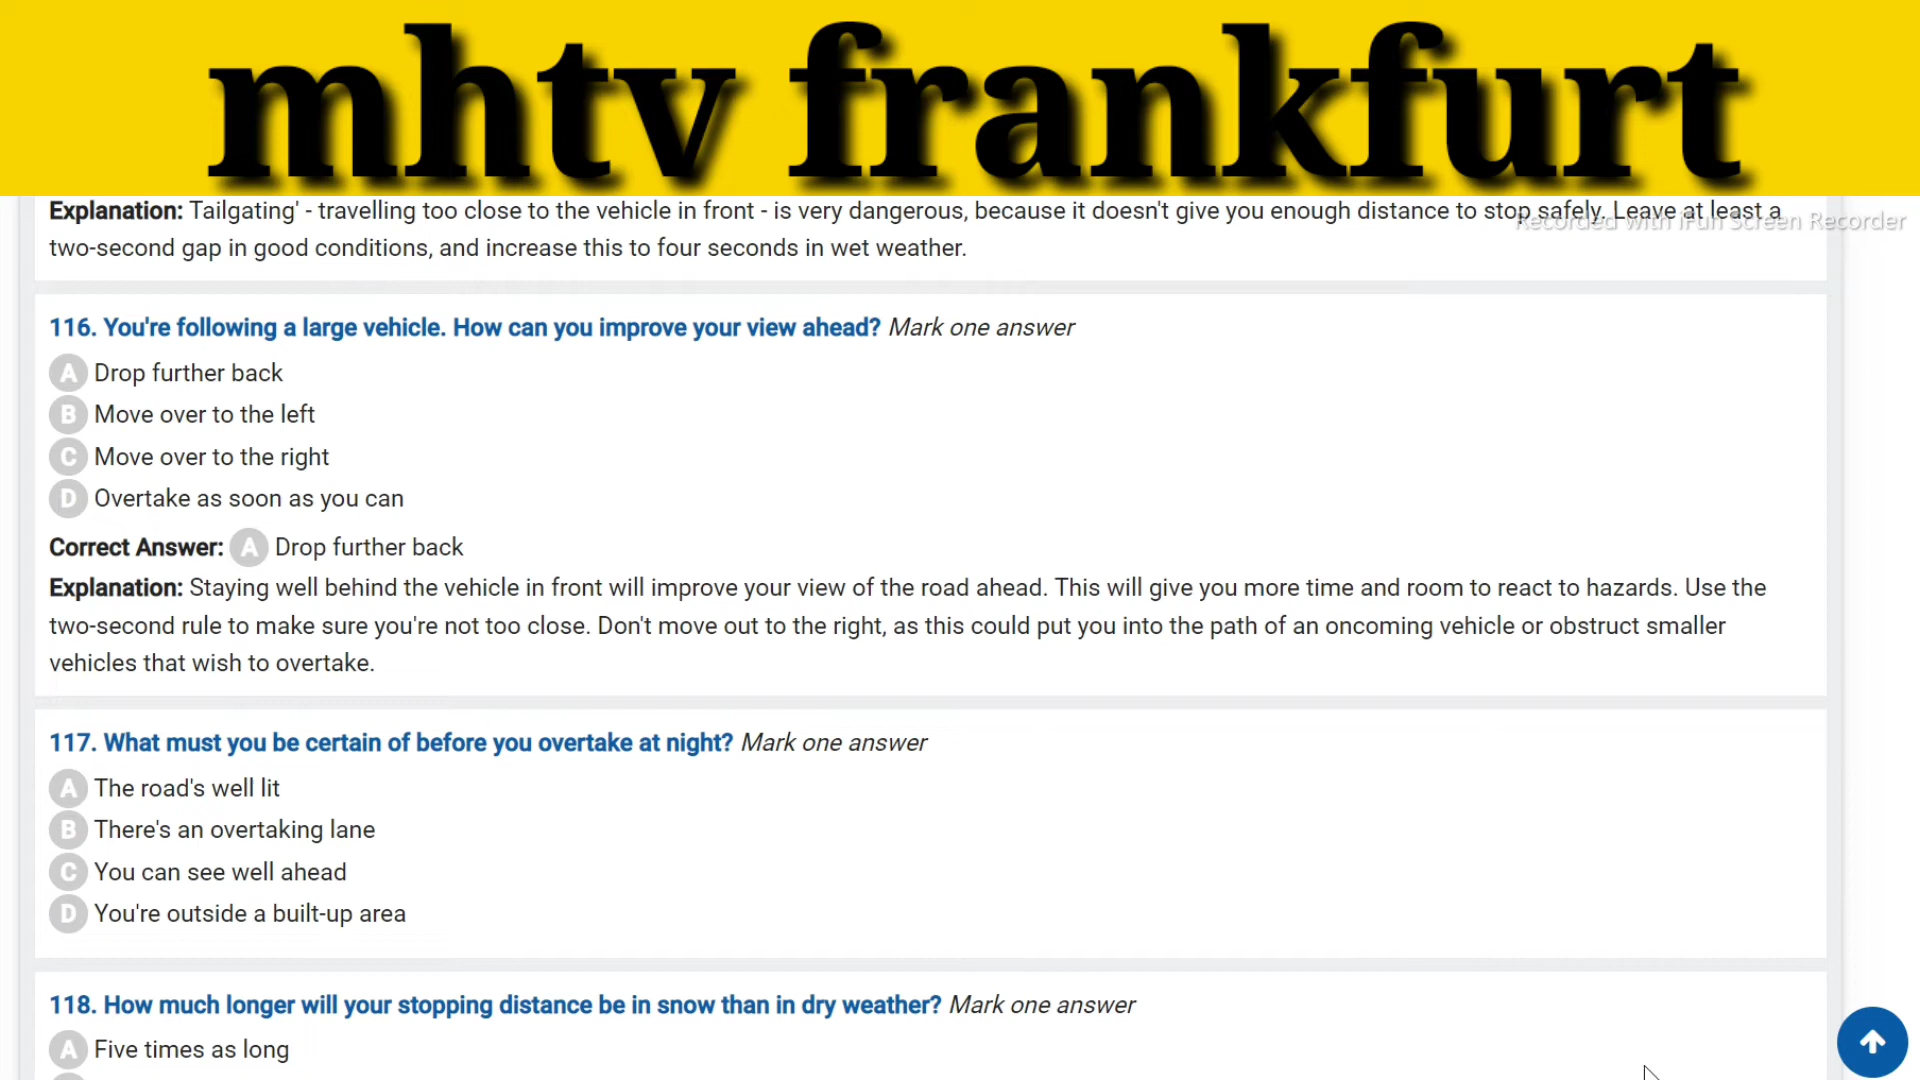 mhtv frankfurt
Explanation: Tailgating' - travelling too close to the vehicle in front - is very dangerous, because it doesn't give you enough distance to stop safely. Leave at least a
Recorded with iFun Screen Recorder
two-second gap in good conditions, and increase this to four seconds in wet weather.
116. You're following a large vehicle. How can you improve your view ahead? Mark one answer
A Drop further back
B Move over to the left
C Move over to the right
D Overtake as soon as you can
Correct Answer: A Drop further back
Explanation: Staying well behind the vehicle in front will improve your view of the road ahead. This will give you more time and room to react to hazards. Use the
two-second rule to make sure you're not too close. Don't move out to the right, as this could put you into the path of an oncoming vehicle or obstruct smaller
vehicles that wish to overtake.
117. What must you be certain of before you overtake at night? Mark one answer
A The road's well lit
B There's an overtaking lane
C You can see well ahead
D You're outside a built-up area
118. How much longer will your stopping distance be in snow than in dry weather? Mark one answer
A Five times as long